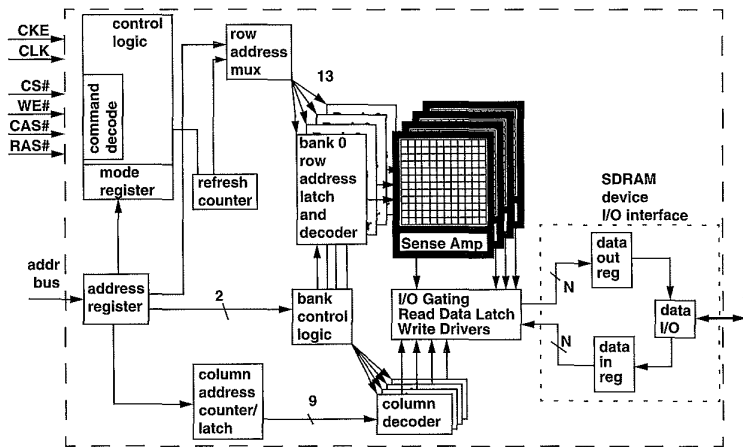 CKE
CLK
CS#
WE#
CAS#
RAS#
control
logic
command
decode
mode
register
row
address
mux
13
refresh
counter
bank 0
row
address
latch
and
decoder
Sense Amp
SDRAM
device
I/O interface
addr
bus
address
register
2
bank
control
logic
I/O Gating
Read Data Latch
Write Drivers
N
data
out
reg
data
I/O
N
data
in
reg
column
address
counter/
latch
9
column
decoder